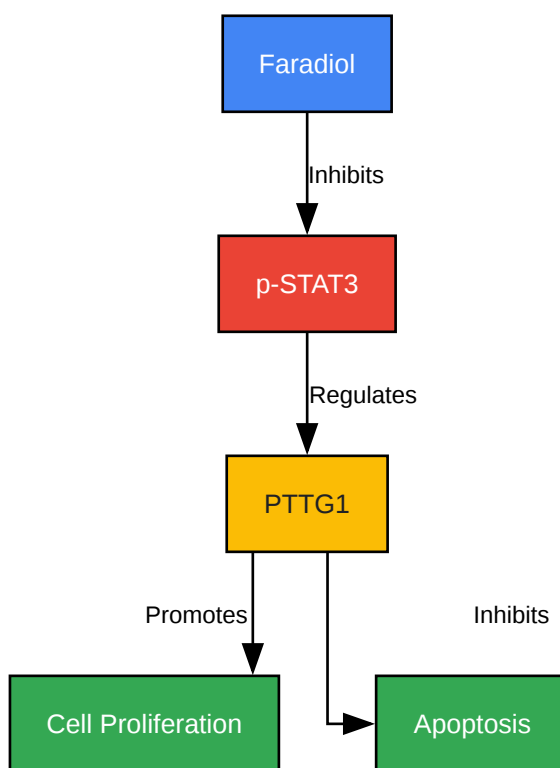 Faradiol
Inhibits
p-STAT3
Regulates
PTTG1
Promotes
Inhibits
Cell Proliferation
Apoptosis